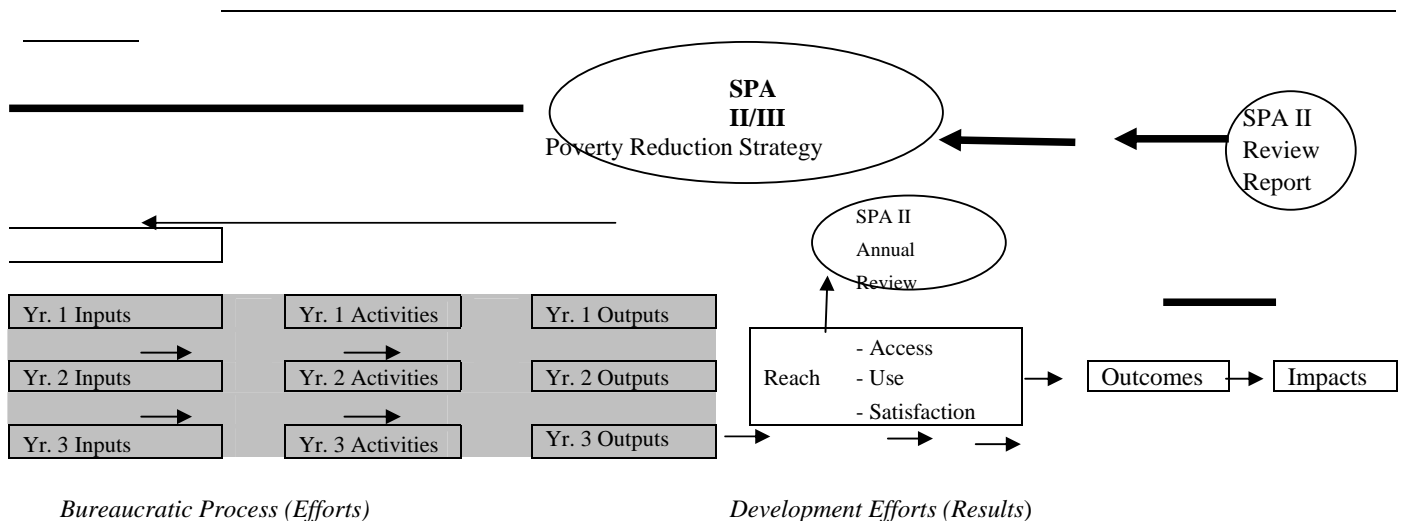 SPA
II/III
Poverty Reduction Strategy
SPA II
Review
Report
SPA II
Annual
Review
Yr. 1 Inputs
Yr. 1 Activities
Yr. 1 Outputs
Yr. 2 Inputs
Yr. 2 Activities
Yr. 2 Outputs
Yr. 3 Inputs
Yr. 3 Activities
Yr. 3 Outputs
Reach
- Access
- Use
- Satisfaction
Outcomes
Impacts
Bureaucratic Process (Efforts)
Development Efforts (Results)